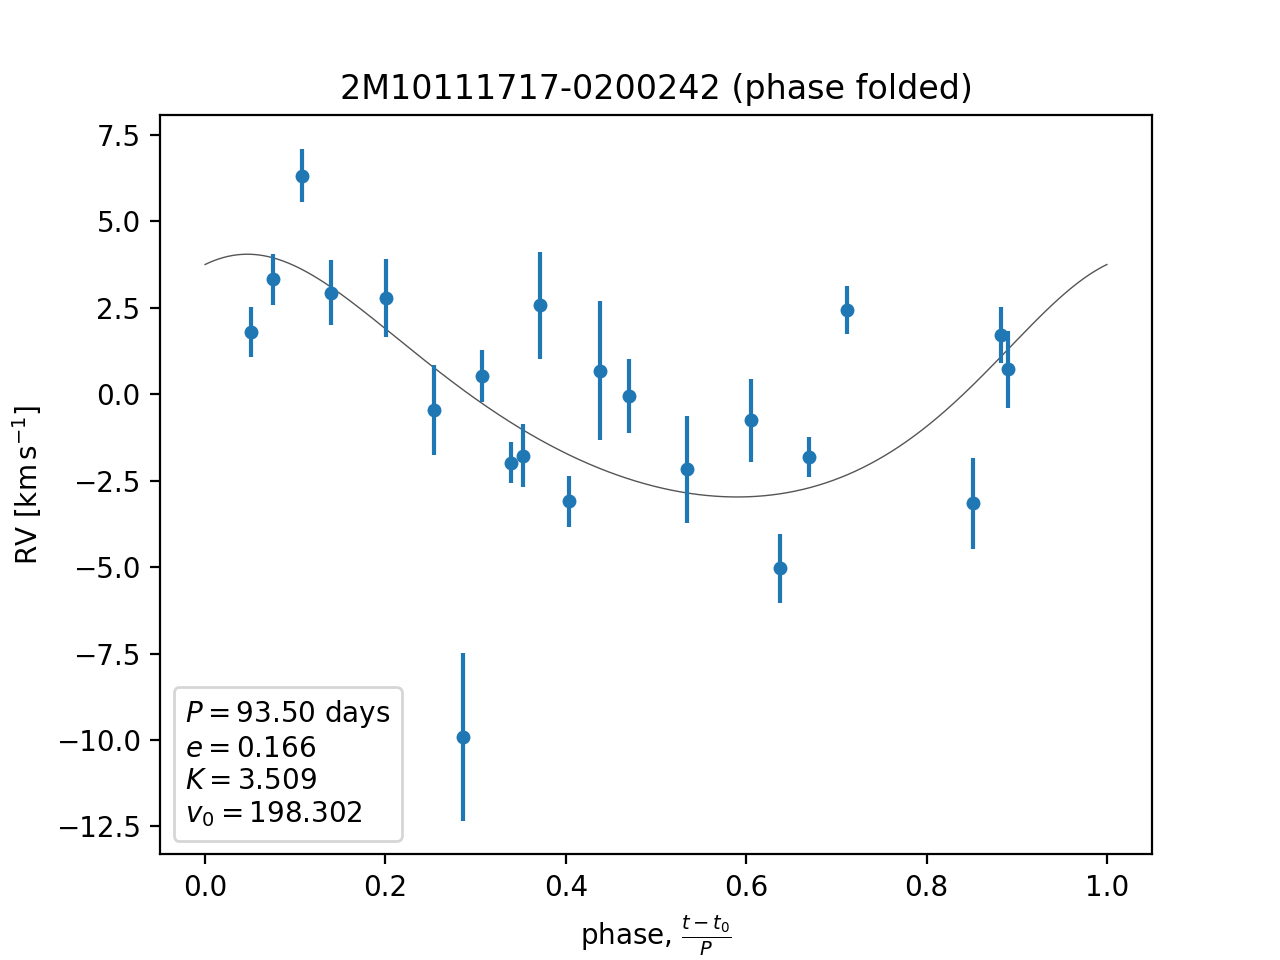 2M10111717-0200242 (phase folded)
RV [km s⁻¹]
7.5
5.0
2.5
0.0
−2.5
−5.0
−7.5
−10.0
−12.5
P = 93.50 days
e = 0.166
K = 3.509
v₀ = 198.302
0.0 0.2 0.4 0.6 0.8 1.0
phase, (t − t₀)/P